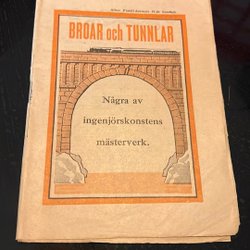 BROAR och TUNNLAR
Några av
ingenjörskonstens
mästerverk.